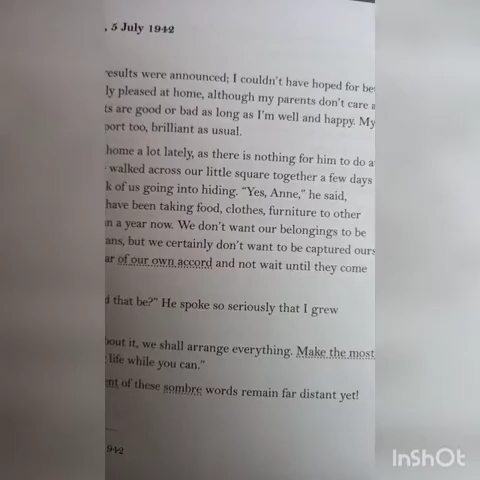 , 5 July 1942
results were announced; I couldn't have hoped for be
ly pleased at home, although my parents don't care a
ts are good or bad as long as I'm well and happy. My
port too, brilliant as usual.
home a lot lately, as there is nothing for him to do a
walked across our little square together a few days
k of us going into hiding. "Yes, Anne," he said,
have been taking food, clothes, furniture to other
n a year now. We don't want our belongings to be
ans, but we certainly don't want to be captured ours
ar of our own accord and not wait until they come
d that be?" He spoke so seriously that I grew
bout it, we shall arrange everything. Make the most
life while you can."
ent of these sombre words remain far distant yet!
942
InShOt